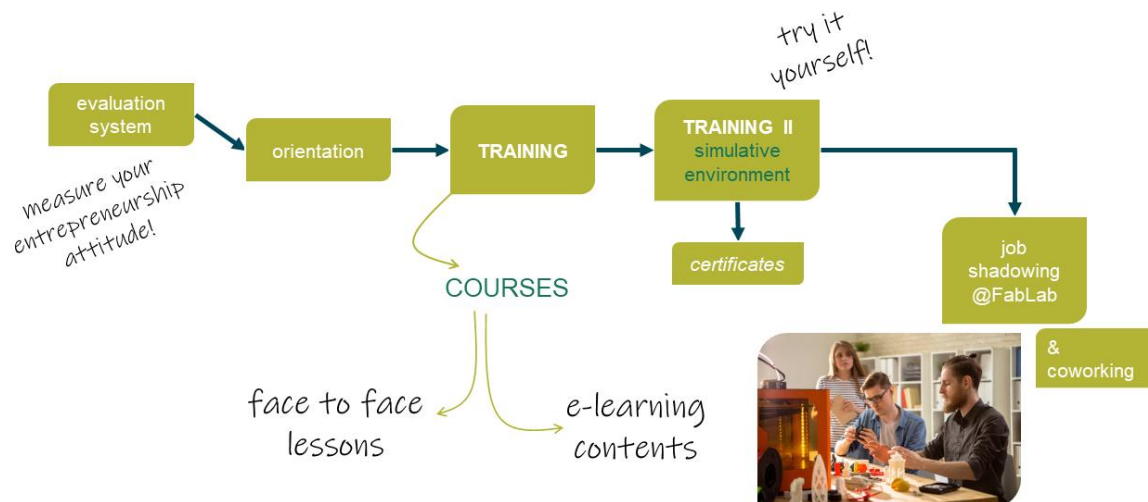 try it
yourself!
evaluation
system
orientation
TRAINING
TRAINING II
simulative
environment
measure your
entrepreneurship
attitude!
certificates
job
shadowing
@FabLab
COURSES
&
coworking
face to face
lessons
e-learning
contents